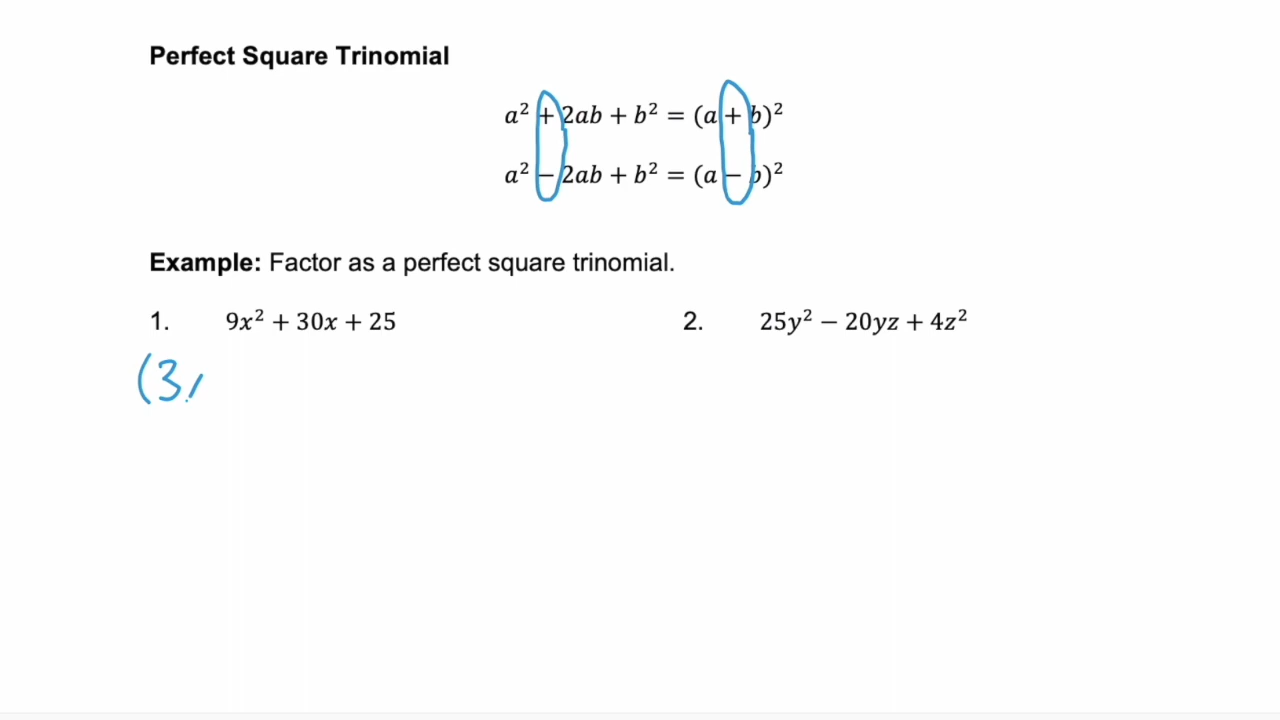 Perfect Square Trinomial
a² + 2ab + b² = (a + b)²
a² − 2ab + b² = (a − b)²
Example: Factor as a perfect square trinomial.
1. 9x² + 30x + 25 2. 25y² − 20yz + 4z²
(3